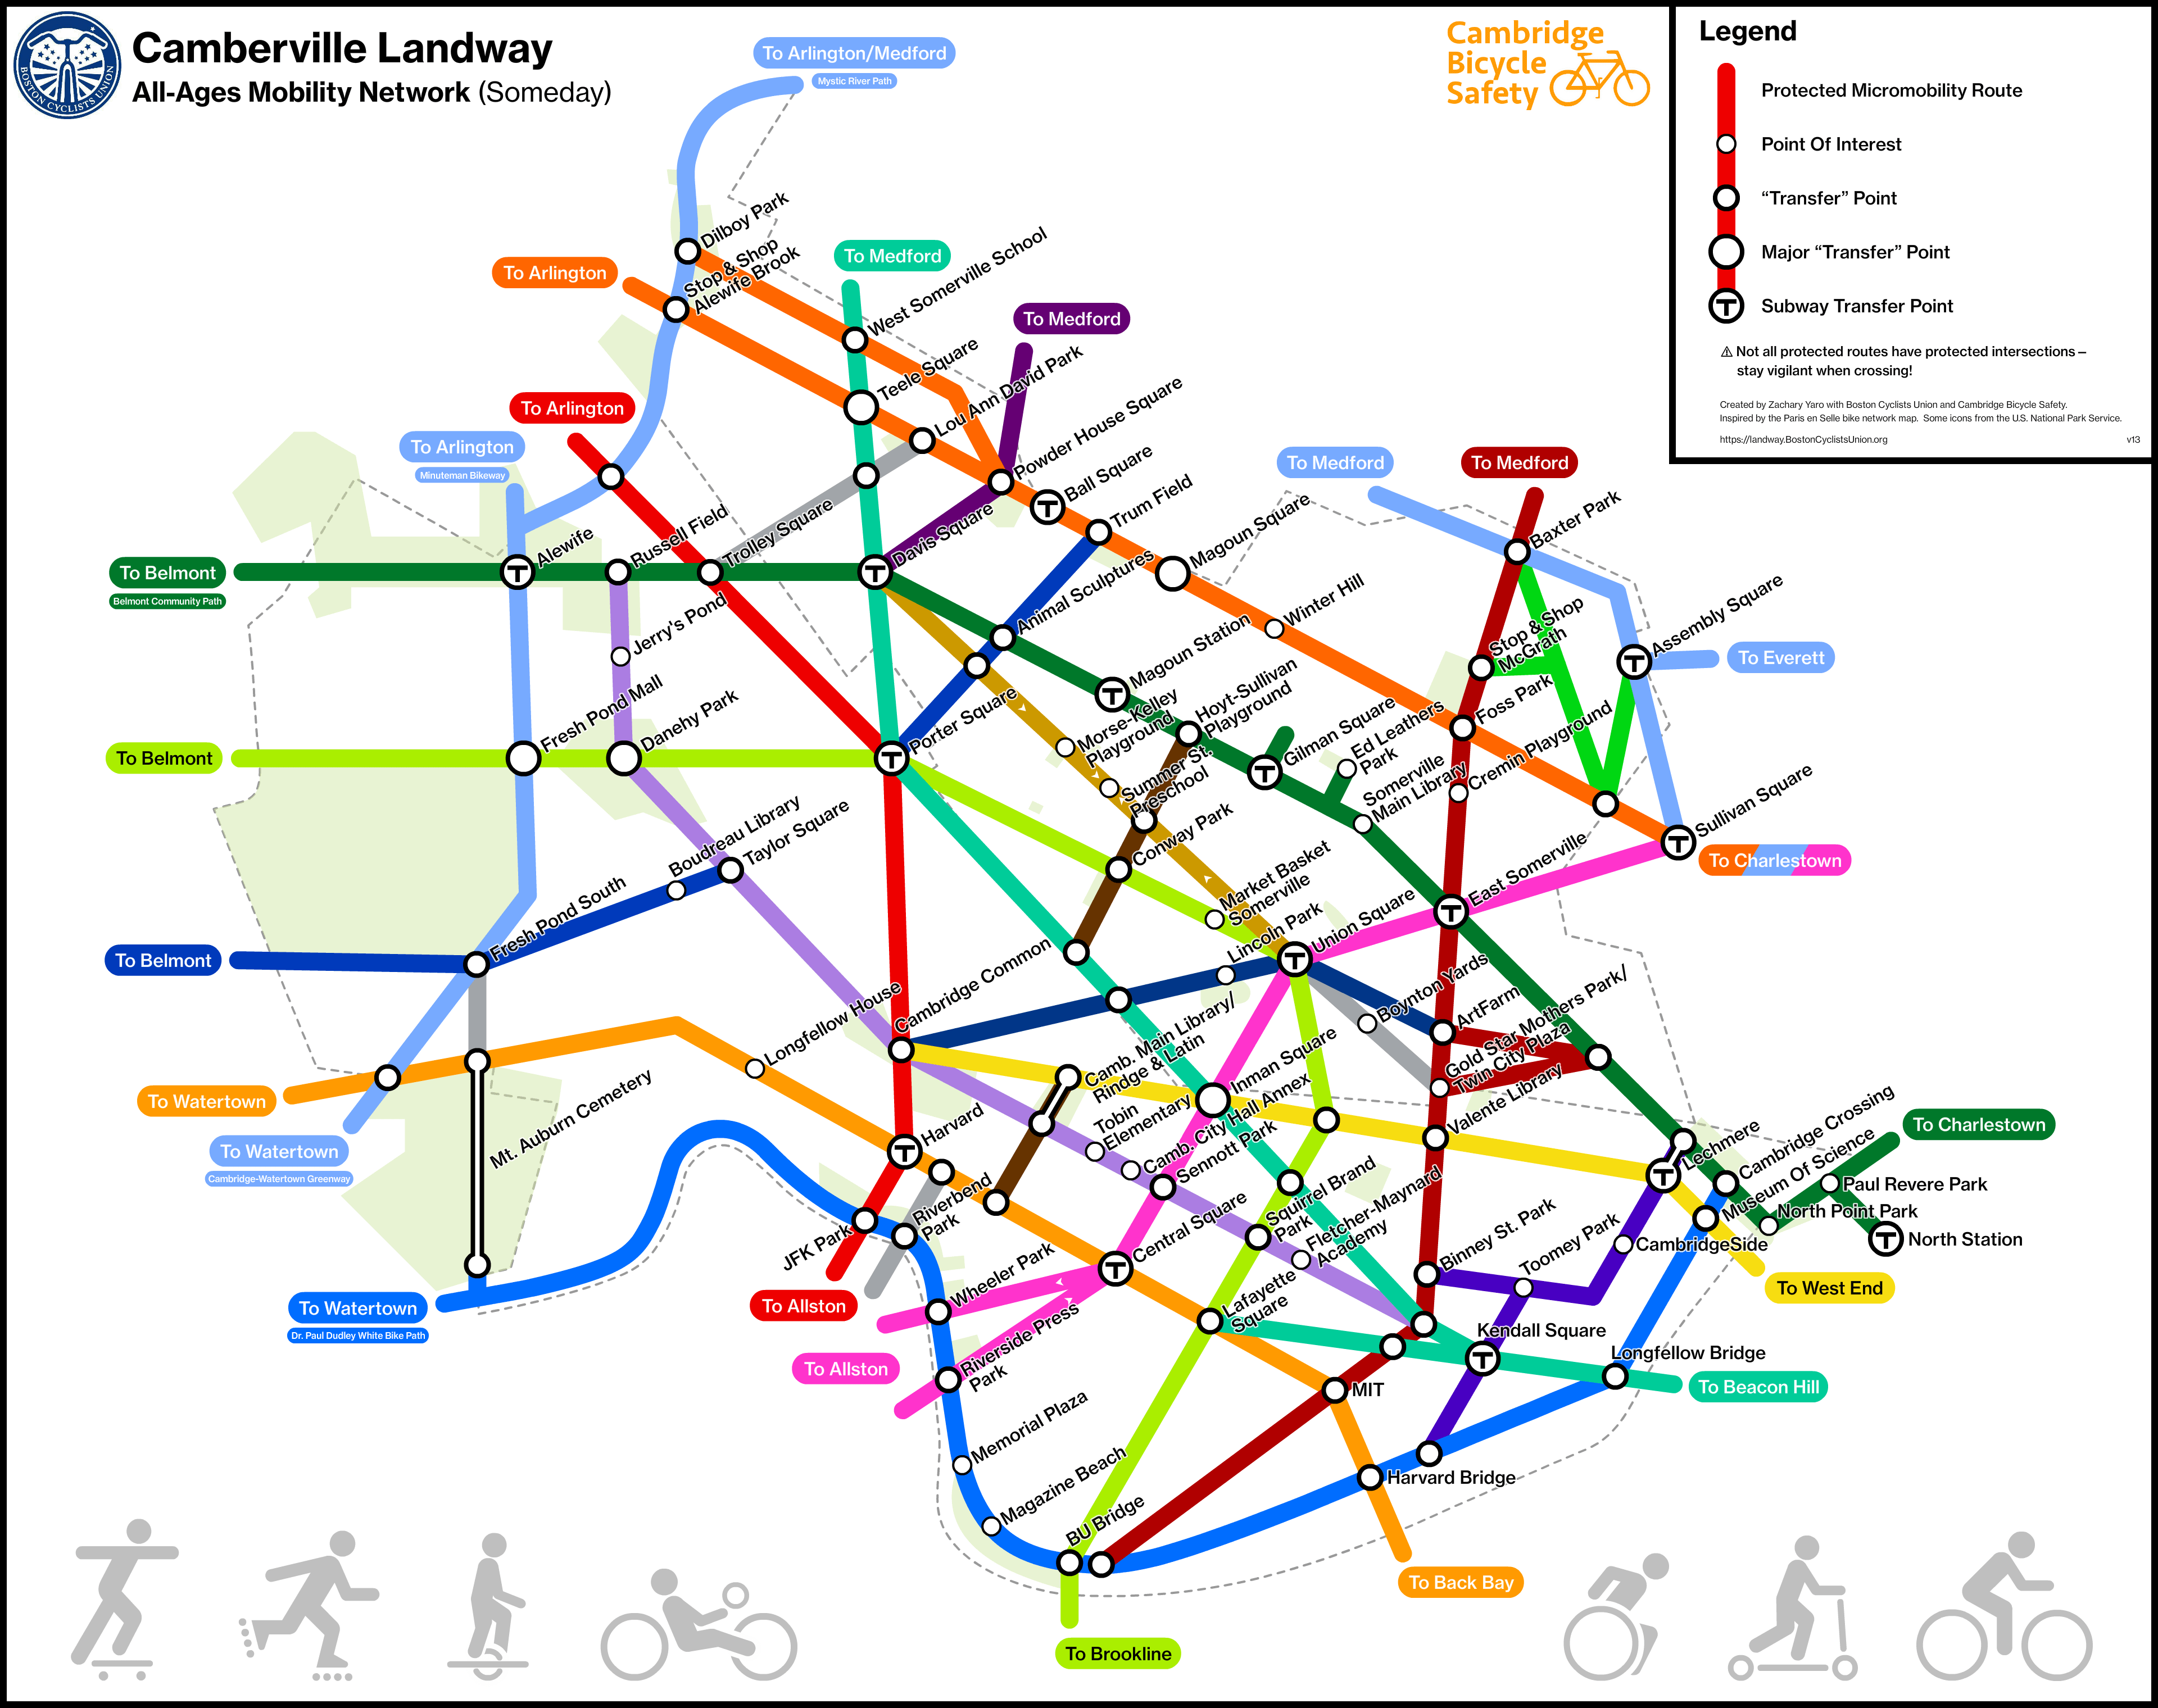 BOSTON CYCLISTS UNION
Camberville Landway
All-Ages Mobility Network (Someday)
Cambridge
Bicycle
Safety
Legend
Protected Micromobility Route
Point Of Interest
“Transfer” Point
Major “Transfer” Point
T
Subway Transfer Point
⚠ Not all protected routes have protected intersections –
stay vigilant when crossing!
Created by Zachary Yaro with Boston Cyclists Union and Cambridge Bicycle Safety.
Inspired by the Paris en Selle bike network map. Some icons from the U.S. National Park Service.
https://landway.BostonCyclistsUnion.org
v13
To Arlington/Medford
Mystic River Path
Dilboy Park
To Arlington
Stop & Shop
Alewife Brook
To Medford
West Somerville School
To Medford
Teele Square
Lou Ann David Park
Powder House Square
To Arlington
To Arlington
Minuteman Bikeway
Ball Square
Trum Field
Magoun Square
To Medford
To Medford
Baxter Park
To Belmont
Belmont Community Path
Alewife
Russell Field
Trolley Square
Davis Square
Animal Sculptures
Winter Hill
Stop & Shop
McGrath
Assembly Square
To Everett
Jerry's Pond
Magoun Station
Hoyt-Sullivan
Playground
Morse-Kelley
Playground
Gilman Square
Ed Leathers
Park
Foss Park
Cremin Playground
To Belmont
Fresh Pond Mall
Danehy Park
Porter Square
Summer St.
Preschool
Somerville
Main Library
Sullivan Square
To Charlestown
Boudreau Library
Taylor Square
Conway Park
Market Basket
Somerville
East Somerville
To Belmont
Fresh Pond South
Lincoln Park
Union Square
Boynton Yards
ArtFarm
Longfellow House
Cambridge Common
Camb. Main Library/
Rindge & Latin
Inman Square
Gold Star Mothers Park/
Twin City Plaza
Valente Library
To Watertown
To Watertown
Cambridge-Watertown Greenway
Mt. Auburn Cemetery
Harvard
Tobin
Elementary
Camb. City Hall Annex
Sennott Park
Lechmere
Cambridge Crossing
Museum Of Science
To Charlestown
Paul Revere Park
North Point Park
North Station
Riverbend
Park
JFK Park
Squirrel Brand
Park
Fletcher-Maynard
Academy
Binney St. Park
Toomey Park
CambridgeSide
To West End
To Watertown
Dr. Paul Dudley White Bike Path
To Allston
Wheeler Park
Central Square
Lafayette
Square
Kendall Square
Longfellow Bridge
To Beacon Hill
To Allston
Riverside Press
Park
MIT
Memorial Plaza
Magazine Beach
Harvard Bridge
BU Bridge
To Back Bay
To Brookline